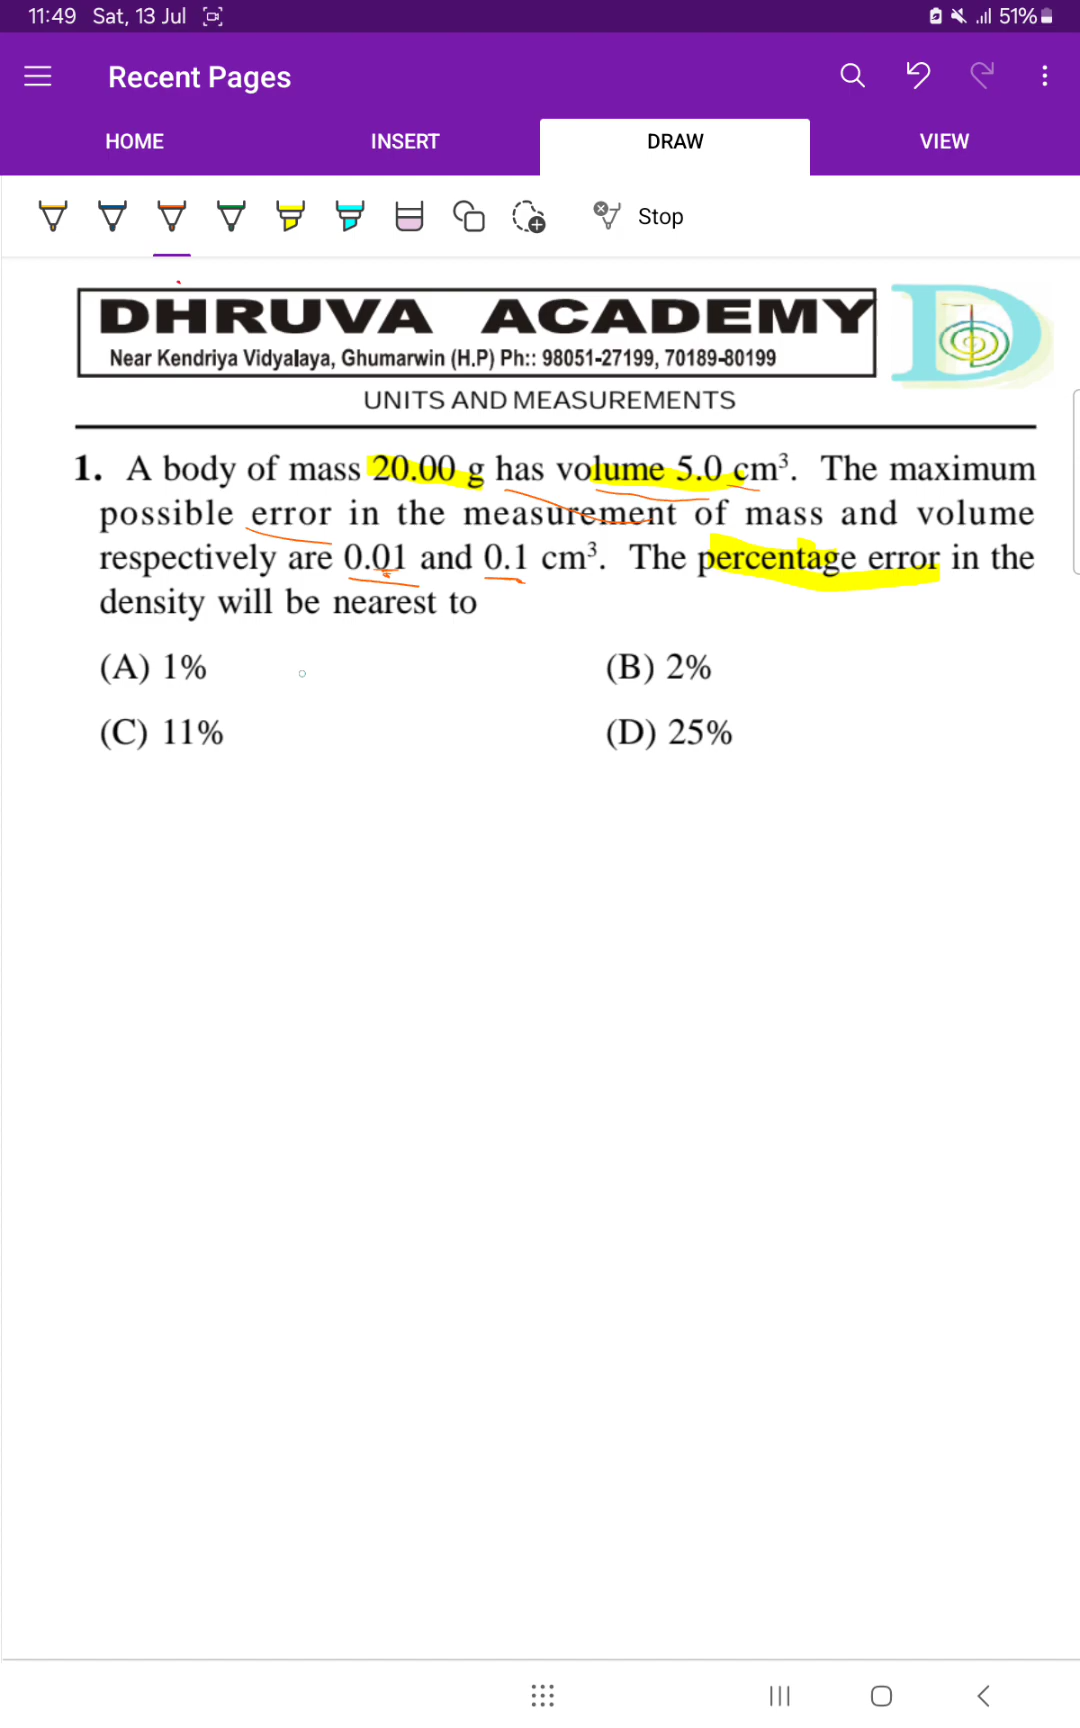 11:49 Sat, 13 Jul 51%
Recent Pages
HOME INSERT DRAW VIEW
Stop
DHRUVA ACADEMY
Near Kendriya Vidyalaya, Ghumarwin (H.P) Ph:: 98051-27199, 70189-80199
UNITS AND MEASUREMENTS
1. A body of mass 20.00 g has volume 5.0 cm³. The maximum
possible error in the measurement of mass and volume
respectively are 0.01 and 0.1 cm³. The percentage error in the
density will be nearest to
(A) 1% (B) 2%
(C) 11% (D) 25%